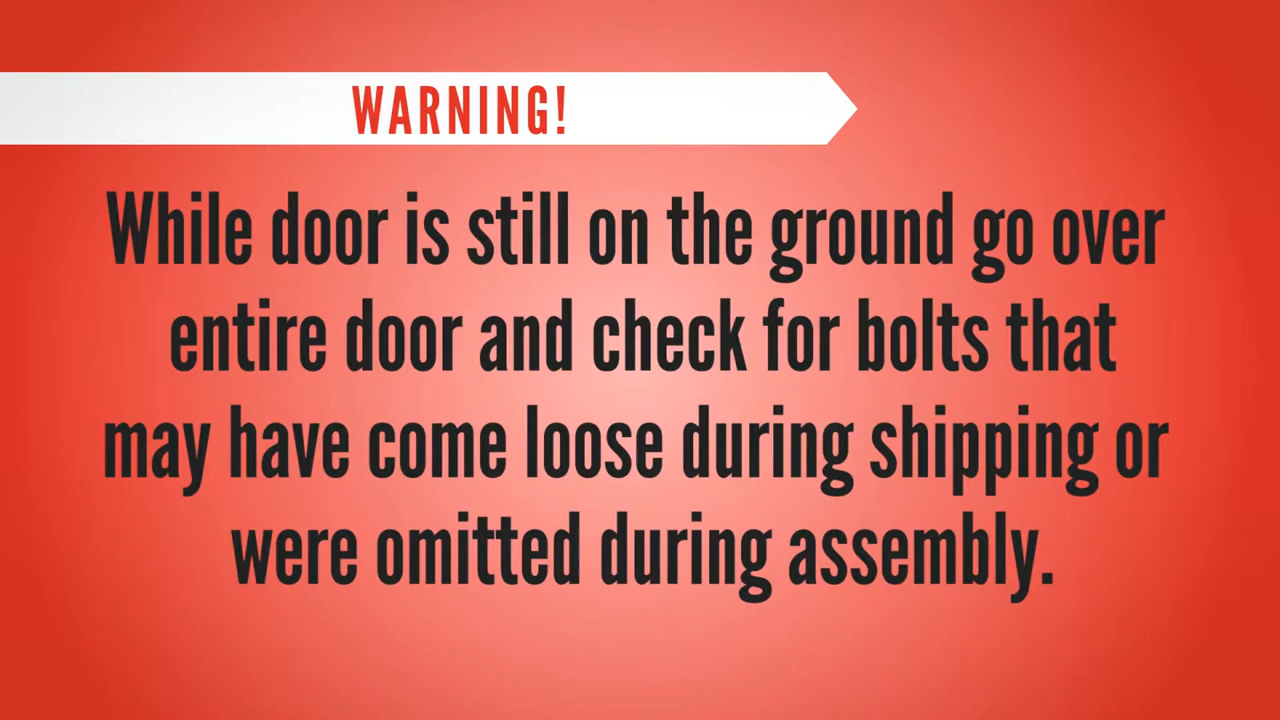 WARNING!
While door is still on the ground go over
entire door and check for bolts that
may have come loose during shipping or
were omitted during assembly.